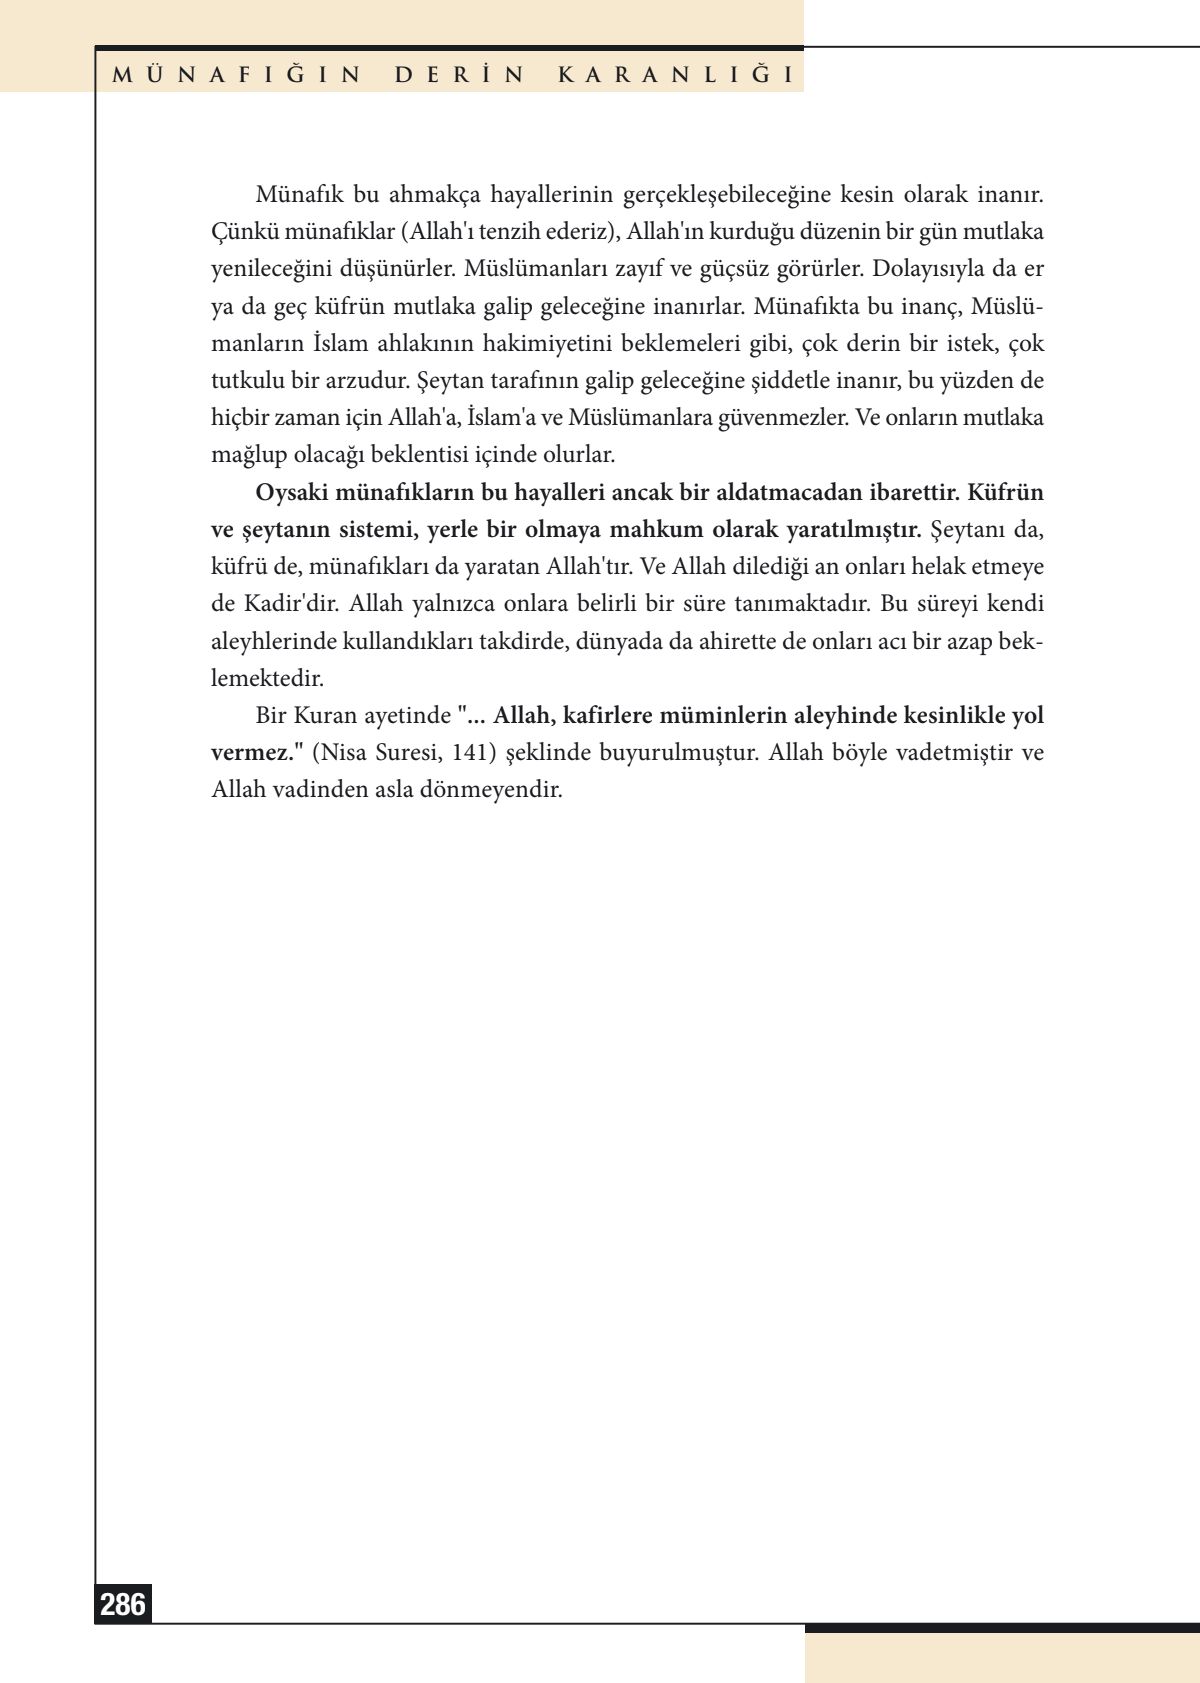 MÜNAFIĞIN DERİN KARANLIĞI
Münafık bu ahmakça hayallerinin gerçekleşebileceğine kesin olarak inanır.
Çünkü münafıklar (Allah'ı tenzih ederiz), Allah'ın kurduğu düzenin bir gün mutlaka
yenileceğini düşünürler. Müslümanları zayıf ve güçsüz görürler. Dolayısıyla da er
ya da geç küfrün mutlaka galip geleceğine inanırlar. Münafıkta bu inanç, Müslü-
manların İslam ahlakının hakimiyetini beklemeleri gibi, çok derin bir istek, çok
tutkulu bir arzudur. Şeytan tarafının galip geleceğine şiddetle inanır, bu yüzden de
hiçbir zaman için Allah'a, İslam'a ve Müslümanlara güvenmezler. Ve onların mutlaka
mağlup olacağı beklentisi içinde olurlar.
Oysaki münafıkların bu hayalleri ancak bir aldatmacadan ibarettir. Küfrün
ve şeytanın sistemi, yerle bir olmaya mahkum olarak yaratılmıştır. Şeytanı da,
küfrü de, münafıkları da yaratan Allah'tır. Ve Allah dilediği an onları helak etmeye
de Kadir'dir. Allah yalnızca onlara belirli bir süre tanımaktadır. Bu süreyi kendi
aleyhlerinde kullandıkları takdirde, dünyada da ahirette de onları acı bir azap bek-
lemektedir.
Bir Kuran ayetinde "... Allah, kafirlere müminlerin aleyhinde kesinlikle yol
vermez." (Nisa Suresi, 141) şeklinde buyurulmuştur. Allah böyle vadetmiştir ve
Allah vadinden asla dönmeyendir.
286